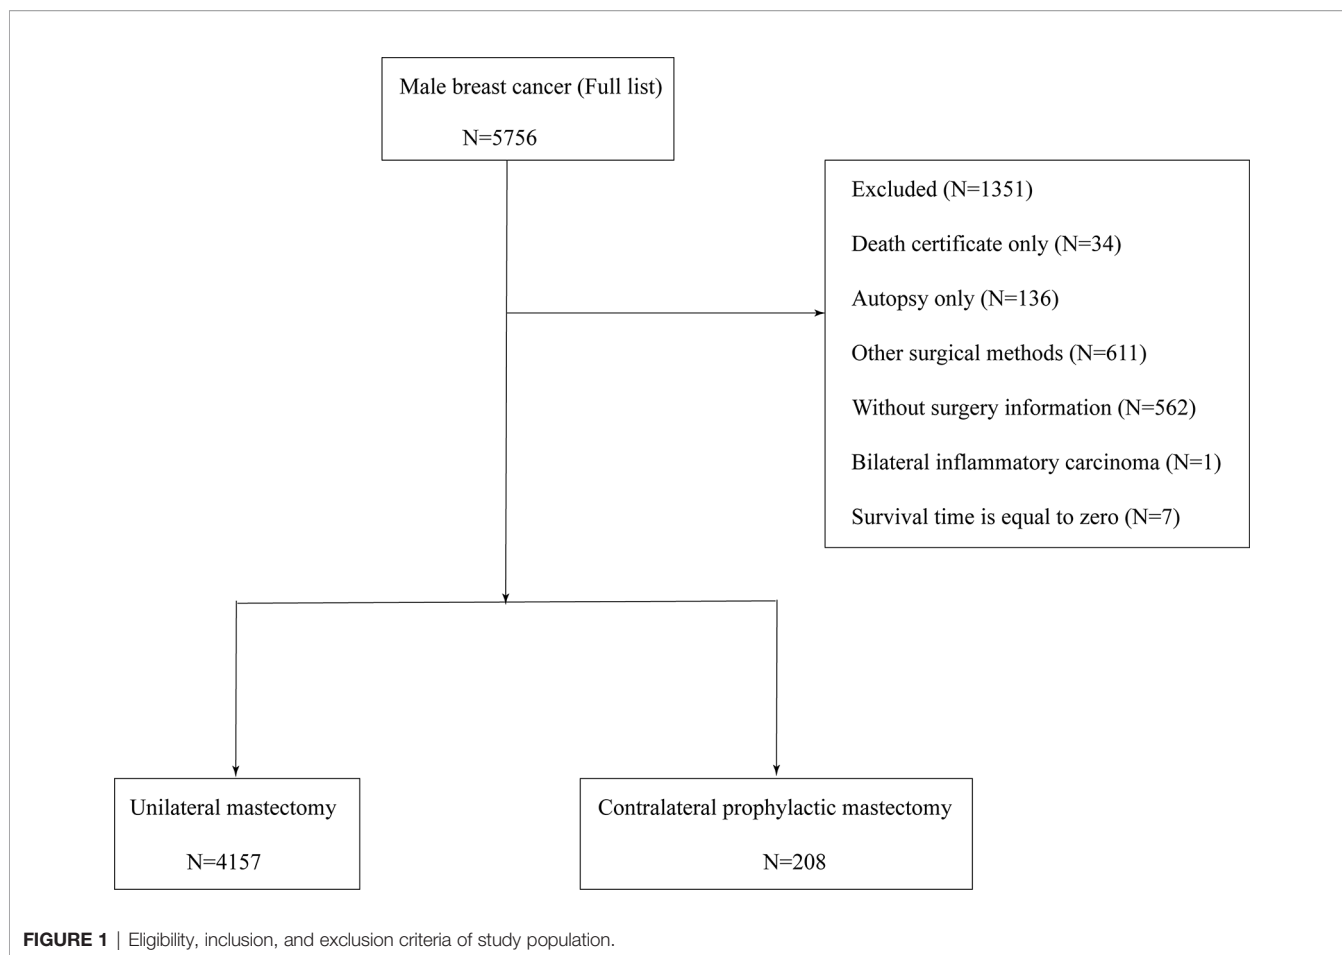 Male breast cancer (Full list)
N=5756
Excluded (N=1351)
Death certificate only (N=34)
Autopsy only (N=136)
Other surgical methods (N=611)
Without surgery information (N=562)
Bilateral inflammatory carcinoma (N=1)
Survival time is equal to zero (N=7)
Unilateral mastectomy
N=4157
Contralateral prophylactic mastectomy
N=208
FIGURE 1 | Eligibility, inclusion, and exclusion criteria of study population.